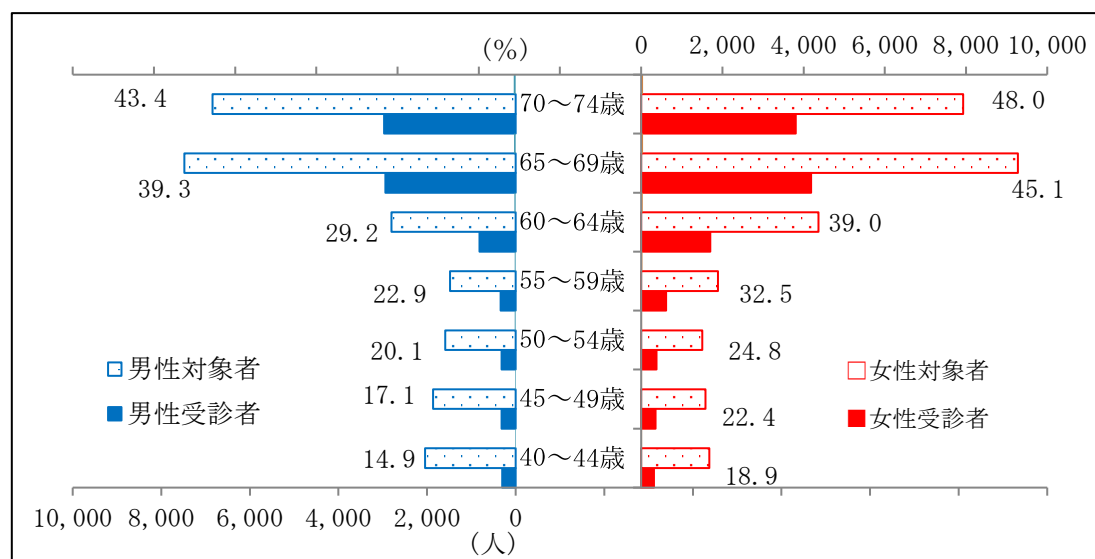 (%)
0 2,000 4,000 6,000 8,000 10,000
43.4 70～74歳 48.0
39.3 65～69歳 45.1
29.2 60～64歳 39.0
22.9 55～59歳 32.5
20.1 50～54歳 24.8
男性対象者 女性対象者
17.1 45～49歳 22.4
男性受診者 女性受診者
14.9 40～44歳 18.9
10,000 8,000 6,000 4,000 2,000 0
(人)